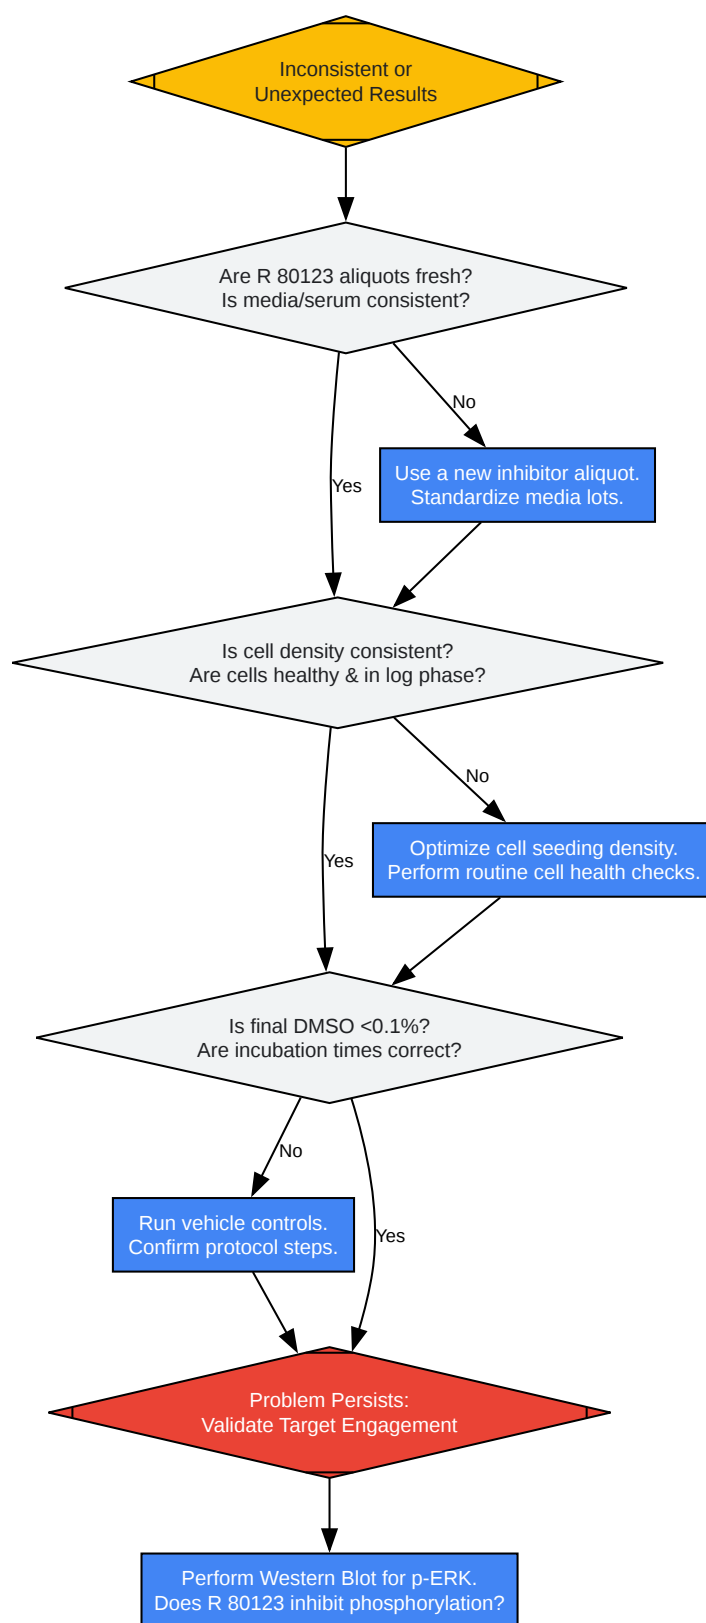 Inconsistent or
Unexpected Results
Are R 80123 aliquots fresh?
Is media/serum consistent?
No
Use a new inhibitor aliquot.
Standardize media lots.
Yes
Is cell density consistent?
Are cells healthy & in log phase?
No
Optimize cell seeding density.
Perform routine cell health checks.
Yes
Is final DMSO <0.1%?
Are incubation times correct?
No
Run vehicle controls.
Confirm protocol steps.
Yes
Problem Persists:
Validate Target Engagement
Perform Western Blot for p-ERK.
Does R 80123 inhibit phosphorylation?